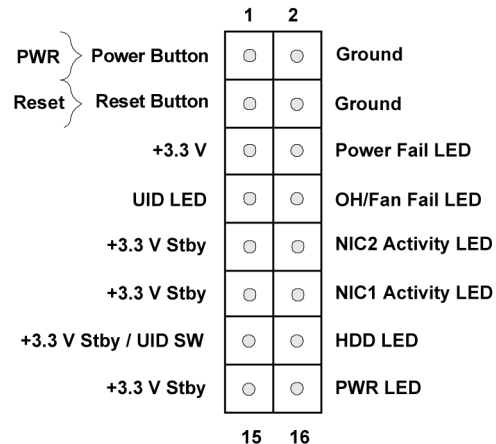 1 2
PWR Power Button Ground
Reset Reset Button Ground
+3.3 V Power Fail LED
UID LED OH/Fan Fail LED
+3.3 V Stby NIC2 Activity LED
+3.3 V Stby NIC1 Activity LED
+3.3 V Stby / UID SW HDD LED
+3.3 V Stby PWR LED
15 16